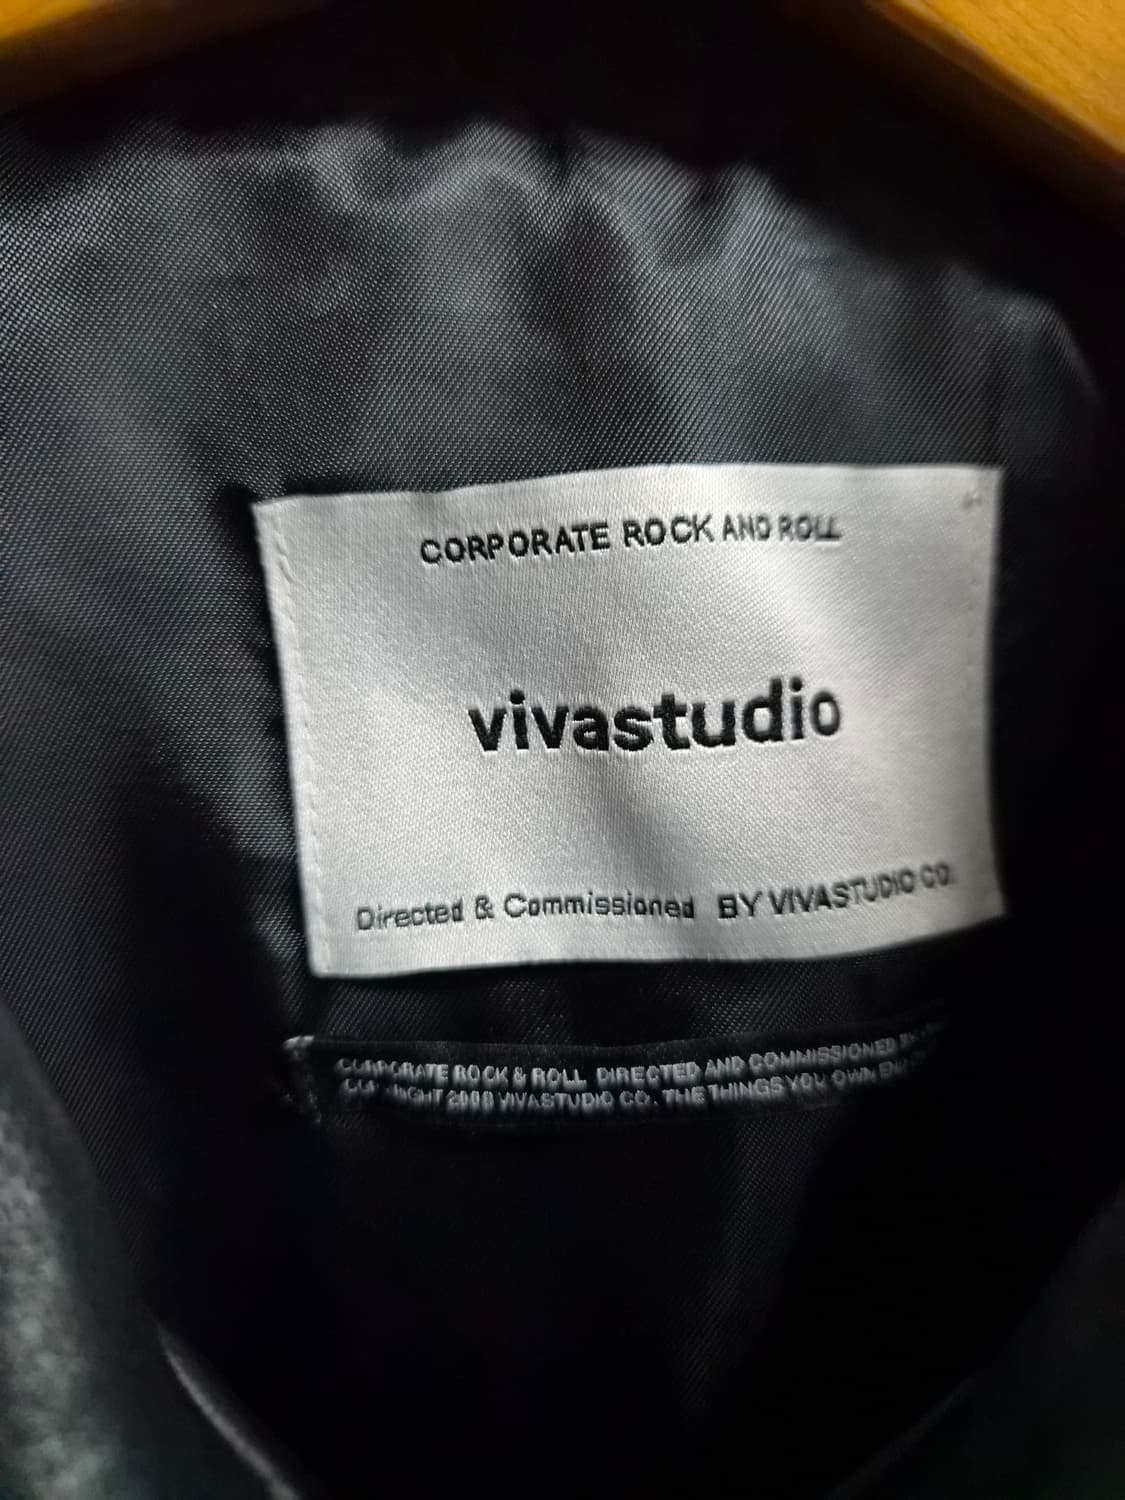 CORPORATE ROCK AND ROLL
vivastudio
Directed & Commissioned BY VIVASTUDIO CO.
CORPORATE ROCK & ROLL DIRECTED AND COMMISSIONED
VIVASTUDIO CO. THE THINGS YOU OWN